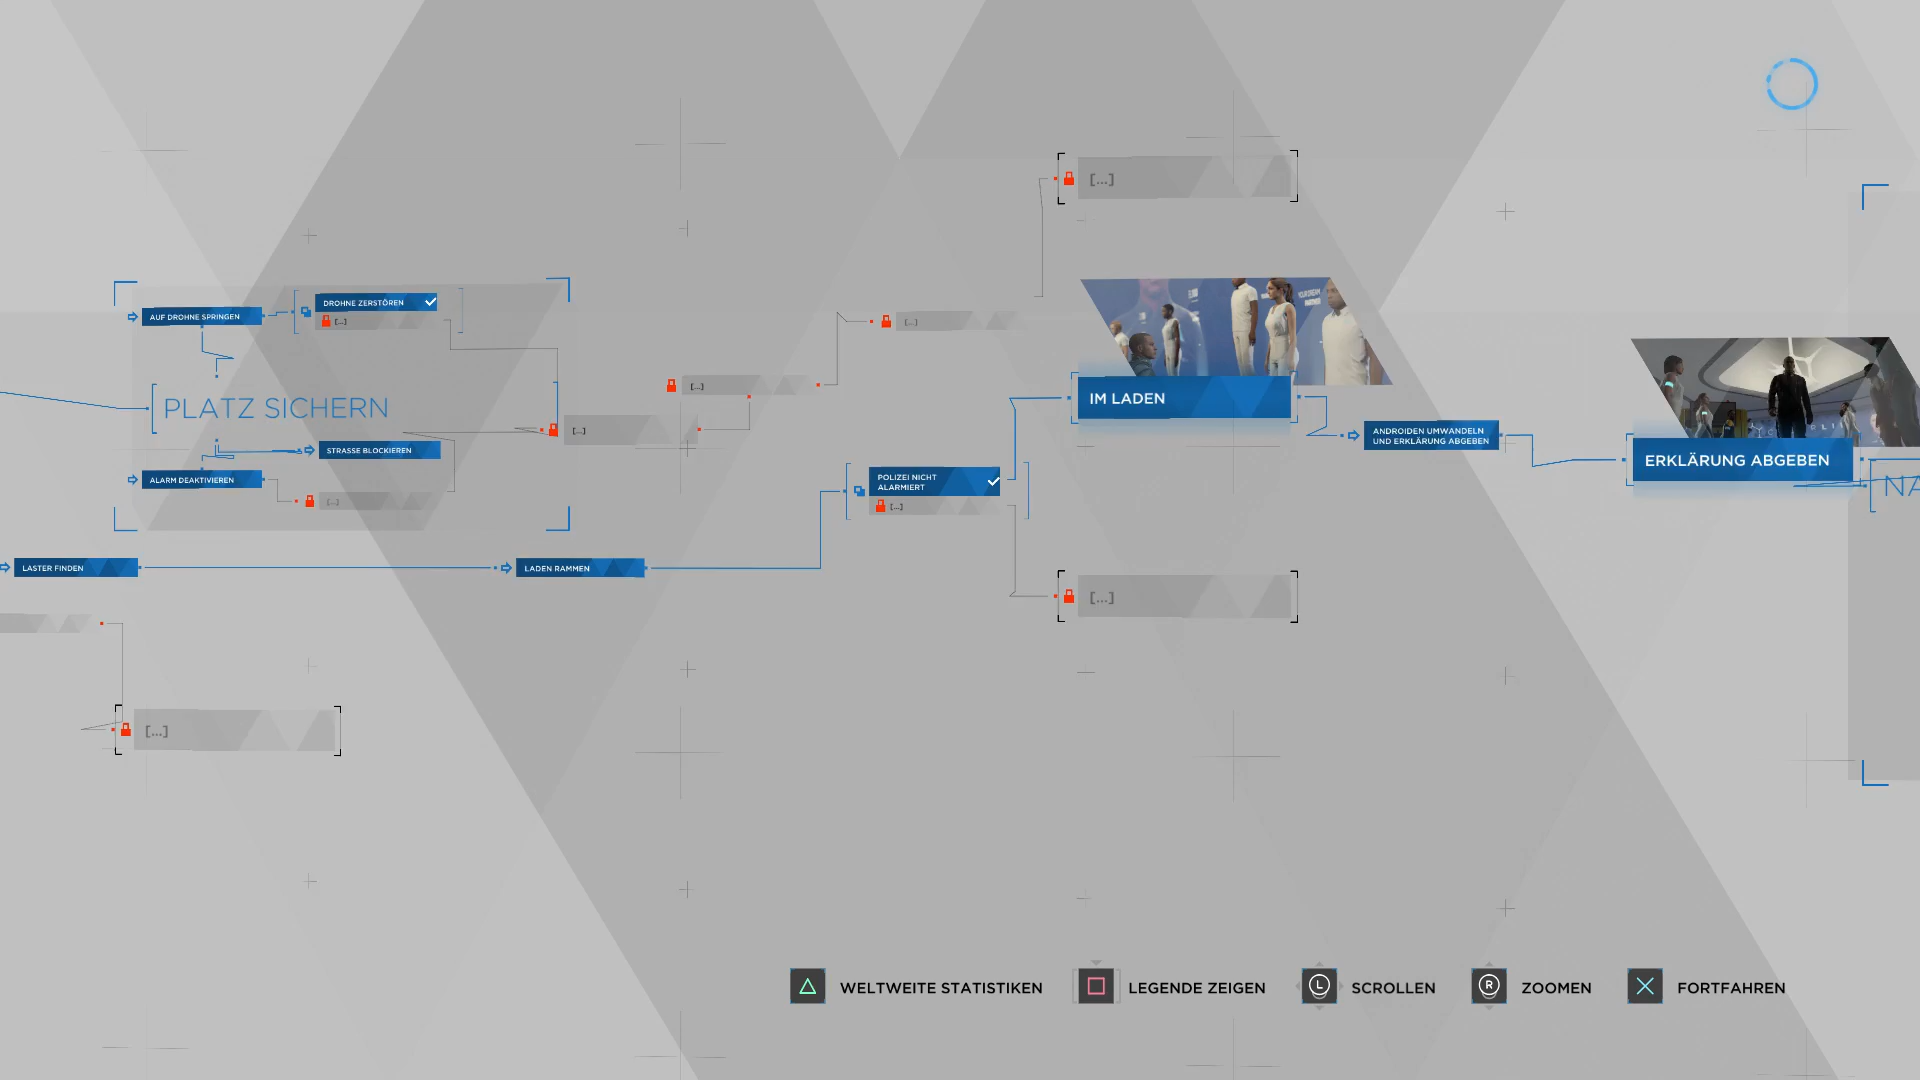 [...]
DROHNE ZERSTÖREN
AUF DROHNE SPRINGEN
[...]
[...]
[...]
IM LADEN
PLATZ SICHERN
[...]
ANDROIDEN UMWANDELN
UND ERKLÄRUNG ABGEBEN
STRASSE BLOCKIEREN
ERKLÄRUNG ABGEBEN
ALARM DEAKTIVIEREN
POLIZEI NICHT
ALARMIERT
NA
[...]
[...]
LASTER FINDEN
LADEN RAMMEN
[...]
[...]
WELTWEITE STATISTIKEN
LEGENDE ZEIGEN
L
SCROLLEN
R
ZOOMEN
FORTFAHREN